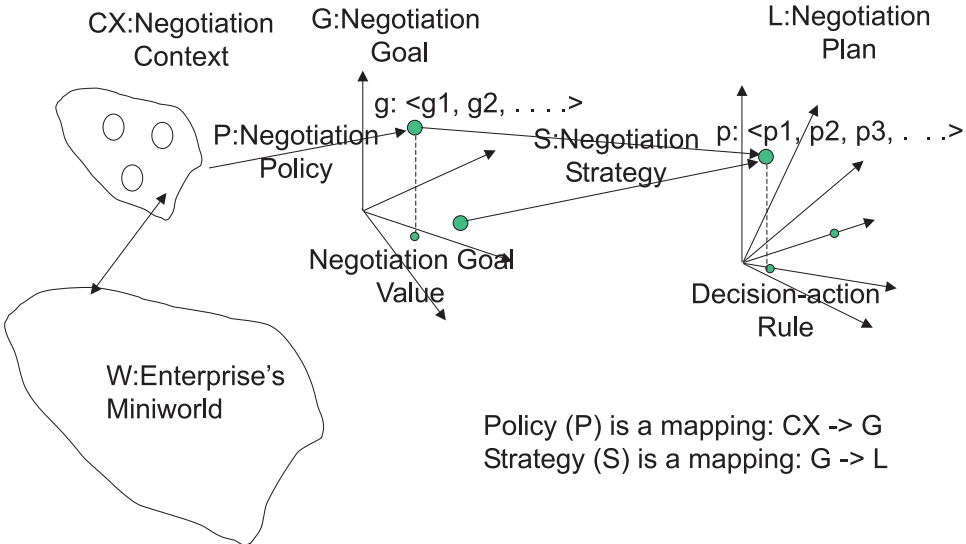 CX:Negotiation
Context
G:Negotiation
Goal
L:Negotiation
Plan
g: <g1, g2, . . . .>
P:Negotiation
Policy
S:Negotiation
Strategy
p: <p1, p2, p3, . . .>
Negotiation Goal
Value
Decision-action
Rule
W:Enterprise’s
Miniworld
Policy (P) is a mapping: CX -> G
Strategy (S) is a mapping: G -> L